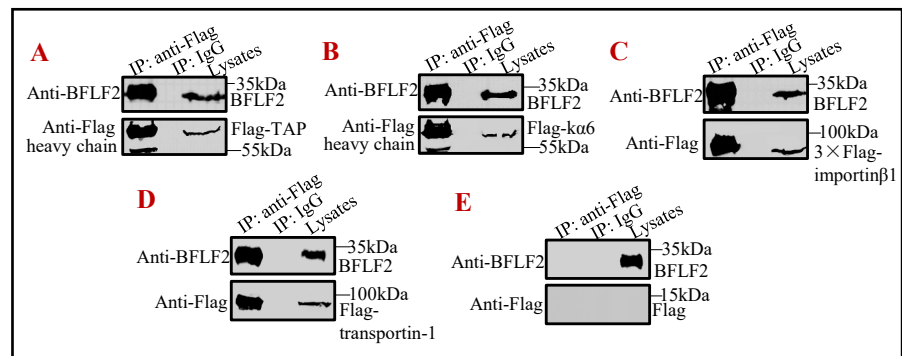 A
IP: anti-Flag
IP: IgG
Lysates
Anti-BFLF2
35kDa
BFLF2
Anti-Flag
heavy chain
Flag-TAP
55kDa
B
IP: anti-Flag
IP: IgG
Lysates
Anti-BFLF2
35kDa
BFLF2
Anti-Flag
heavy chain
Flag-kα6
55kDa
C
IP: anti-Flag
IP: IgG
Lysates
Anti-BFLF2
35kDa
BFLF2
Anti-Flag
100kDa
3×Flag-
importinβ1
D
IP: anti-Flag
IP: IgG
Lysates
Anti-BFLF2
35kDa
BFLF2
Anti-Flag
100kDa
Flag-
transportin-1
E
IP: anti-Flag
IP: IgG
Lysates
Anti-BFLF2
35kDa
BFLF2
Anti-Flag
15kDa
Flag